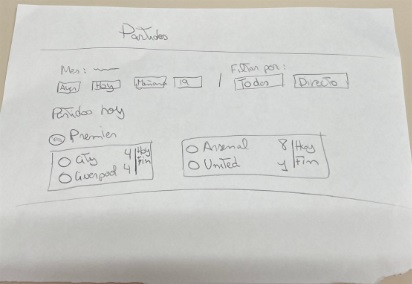 Partidos
Mes:
Filtrar por:
Ayer Hoy Mañana 19 | Todos Directo
Partidos hoy
Premier
City 4 Hoy
Liverpool 4 Fin
Arsenal 8 Hoy
United 4 Fin